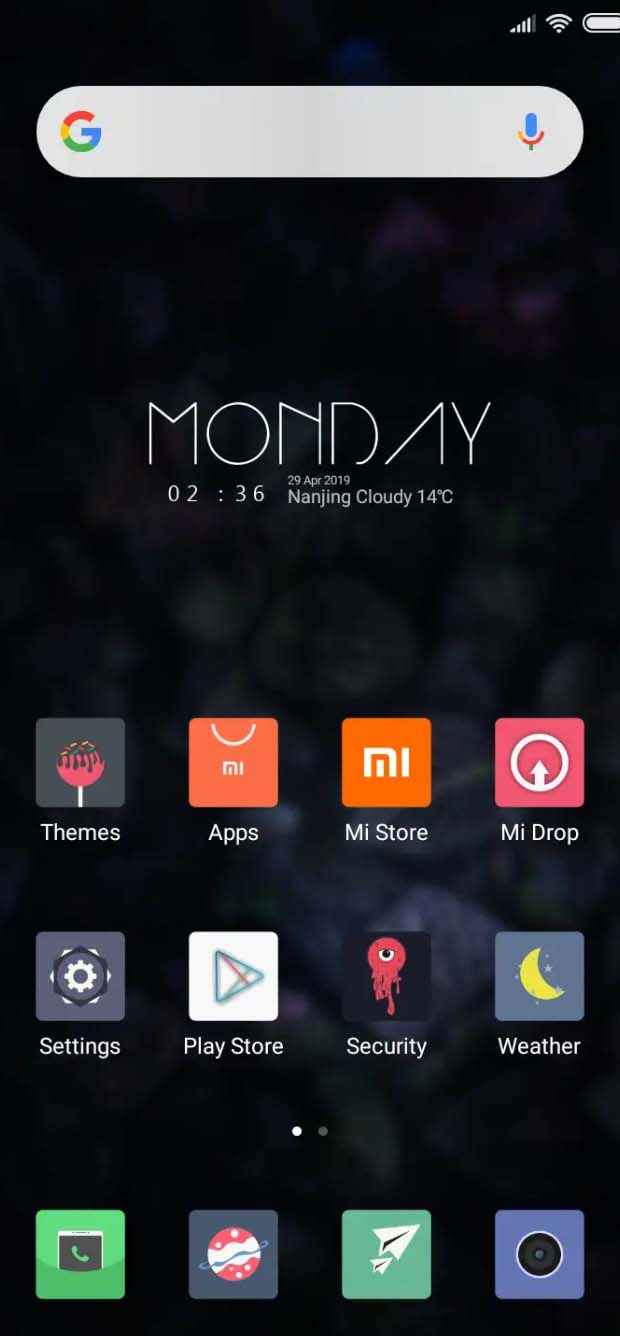 MONDAY
02 : 36
29 Apr 2019
Nanjing Cloudy 14℃
mi
mi
Themes
Apps
Mi Store
Mi Drop
Settings
Play Store
Security
Weather